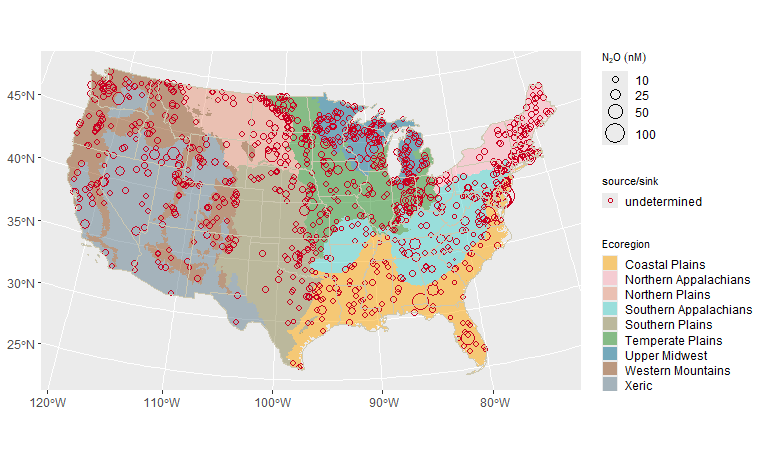 N₂O (nM)
10
25
50
100
source/sink
undetermined
Ecoregion
Coastal Plains
Northern Appalachians
Northern Plains
Southern Appalachians
Southern Plains
Temperate Plains
Upper Midwest
Western Mountains
Xeric
45°N
40°N
35°N
30°N
25°N
120°W 110°W 100°W 90°W 80°W